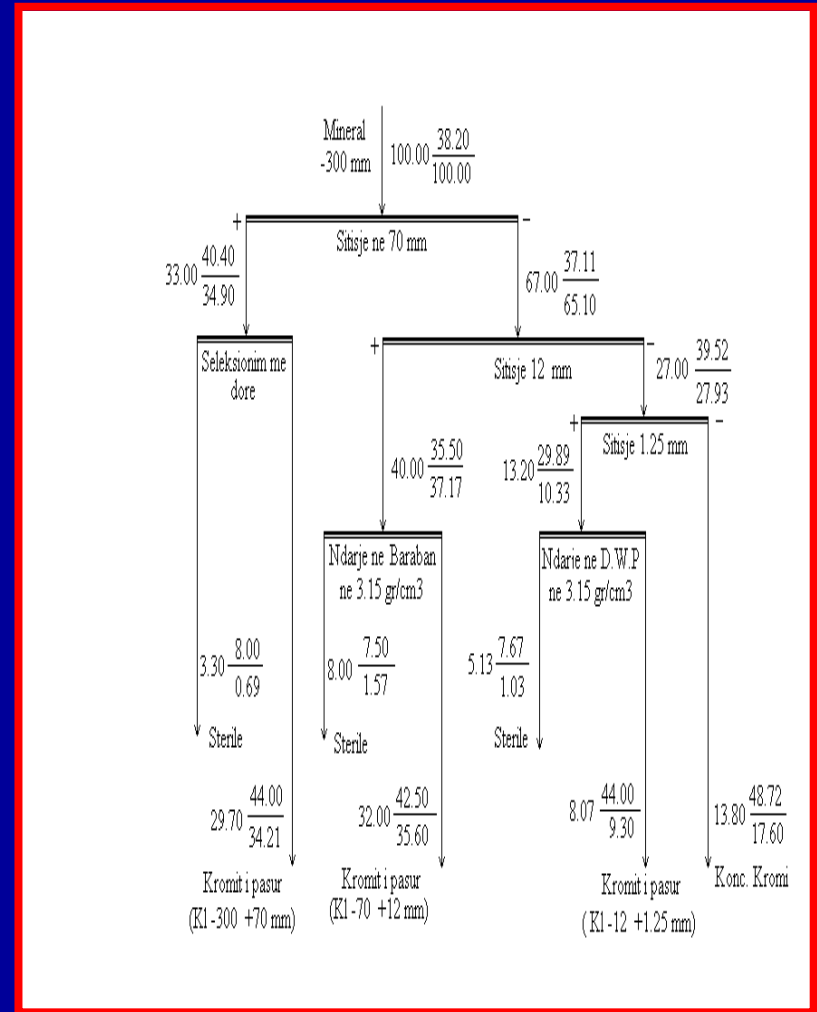 Mineral
-300 mm
100.00 38.20
100.00
+
−
Sitisje ne 70 mm
33.00 40.40
34.90
67.00 37.11
65.10
Seleksionim me
dore
+
−
Sitisje 12 mm
27.00 39.52
27.93
+
−
Sitisje 1.25 mm
40.00 35.50
37.17
13.20 29.89
10.33
Ndarje ne Baraban
ne 3.15 gr/cm3
Ndarie ne D.W.P
ne 3.15 gr/cm3
3.30 8.00
0.69
8.00 7.50
1.57
5.13 7.67
1.03
Sterile
Sterile
Sterile
29.70 44.00
34.21
32.00 42.50
35.60
8.07 44.00
9.30
13.80 48.72
17.60
Kromit i pasur
(Kl -300 +70 mm)
Kromit i pasur
(Kl -70 +12 mm)
Kromit i pasur
( Kl -12 +1.25 mm)
Konc. Kromi